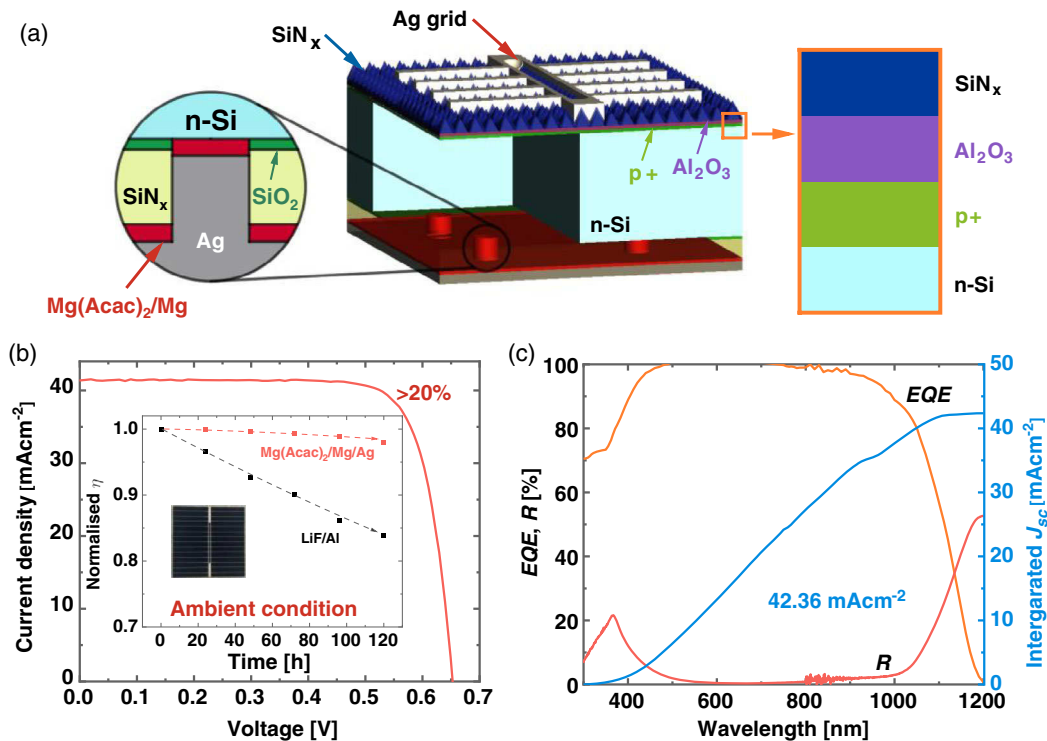 (a)
SiNx
Ag grid
n-Si
SiNx
SiO2
Ag
Mg(Acac)2/Mg
p+
Al2O3
n-Si
SiNx
Al2O3
p+
n-Si
(b)
Current density [mAcm-2]
40
30
20
10
0
0.0 0.1 0.2 0.3 0.4 0.5 0.6 0.7
Voltage [V]
>20%
Normalised η
1.0
0.9
0.8
0.7
Mg(Acac)2/Mg/Ag
LiF/Al
Ambient condition
0 20 40 60 80 100 120
Time [h]
(c)
EQE, R [%]
100
80
60
40
20
0
400 600 800 1000 1200
Wavelength [nm]
EQE
42.36 mAcm-2
R
50
40
30
20
10
0
Intergarated Jsc [mAcm-2]